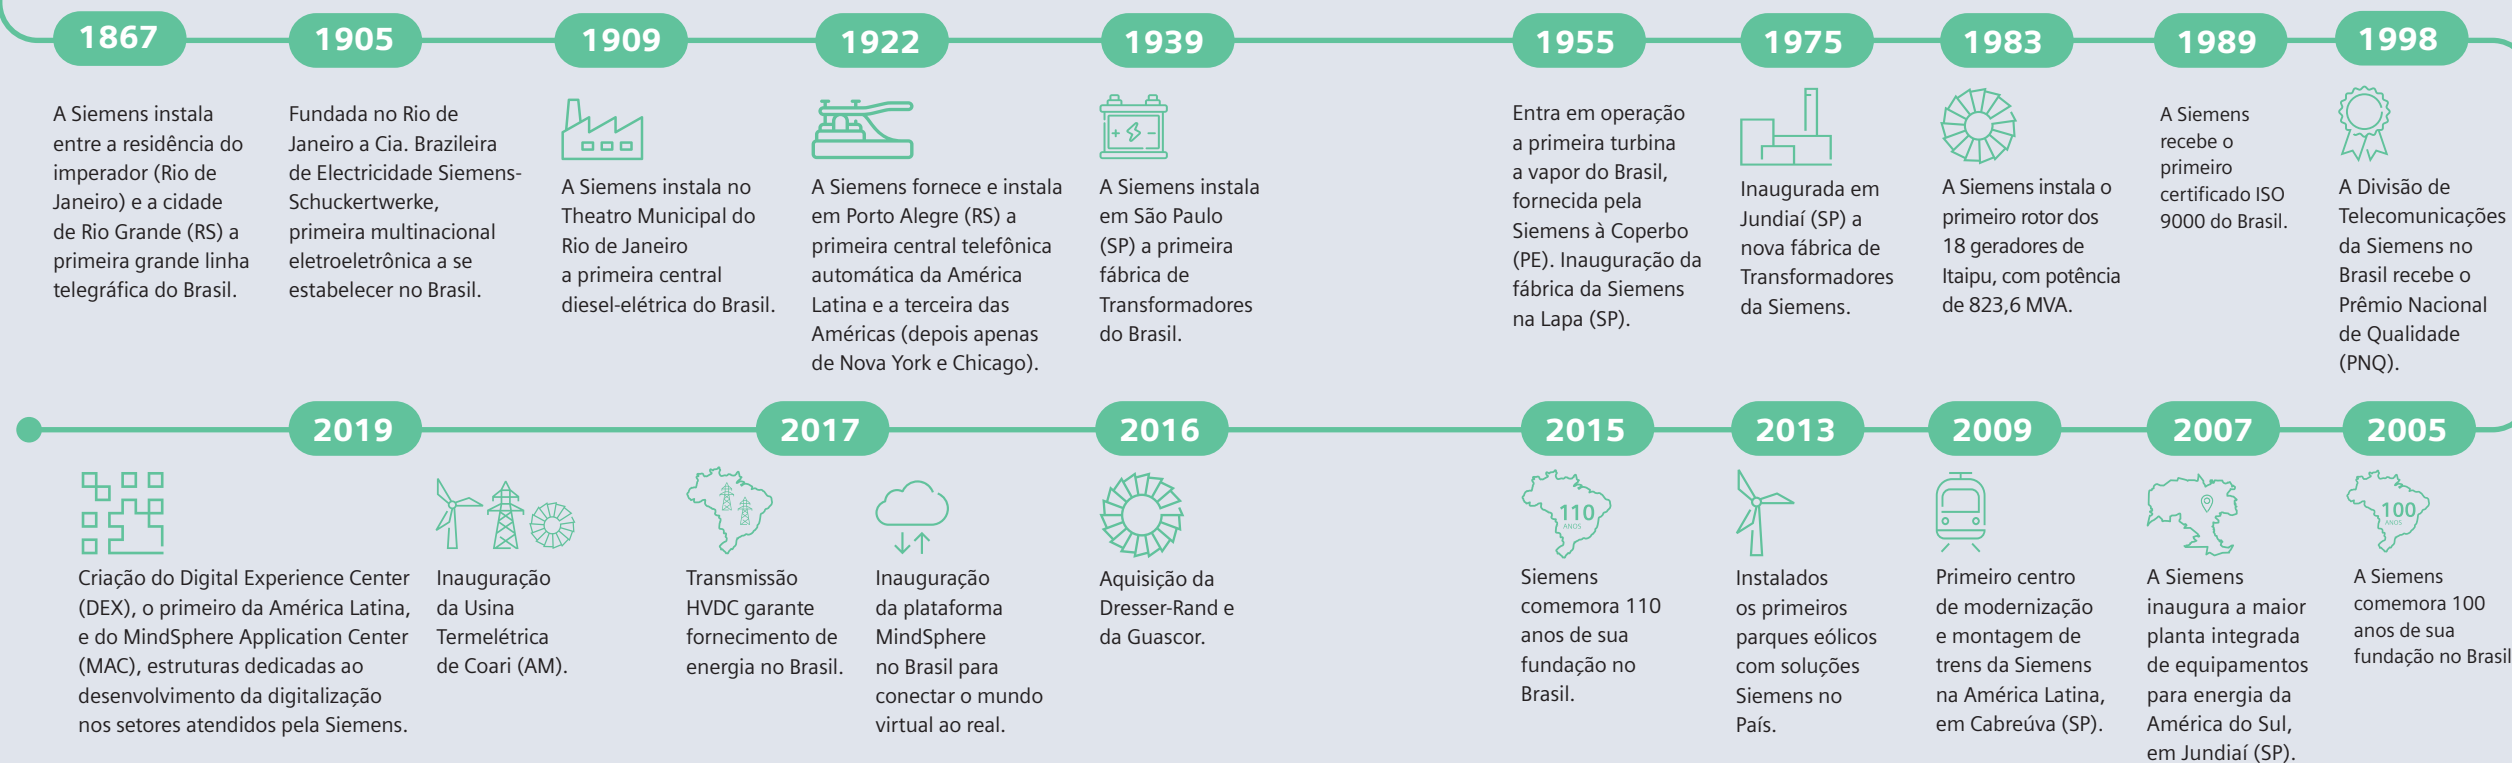 1867
A Siemens instala
entre a residência do
imperador (Rio de
Janeiro) e a cidade
de Rio Grande (RS) a
primeira grande linha
telegráfica do Brasil.
1905
Fundada no Rio de
Janeiro a Cia. Brazileira
de Electricidade Siemens-
Schuckertwerke,
primeira multinacional
eletroeletrônica a se
estabelecer no Brasil.
1909
A Siemens instala no
Theatro Municipal do
Rio de Janeiro
a primeira central
diesel-elétrica do Brasil.
1922
A Siemens fornece e instala
em Porto Alegre (RS) a
primeira central telefônica
automática da América
Latina e a terceira das
Américas (depois apenas
de Nova York e Chicago).
1939
A Siemens instala
em São Paulo
(SP) a primeira
fábrica de
Transformadores
do Brasil.
1955
Entra em operação
a primeira turbina
a vapor do Brasil,
fornecida pela
Siemens à Coperbo
(PE). Inauguração da
fábrica da Siemens
na Lapa (SP).
1975
Inaugurada em
Jundiaí (SP) a
nova fábrica de
Transformadores
da Siemens.
1983
A Siemens instala o
primeiro rotor dos
18 geradores de
Itaipu, com potência
de 823,6 MVA.
1989
A Siemens
recebe o
primeiro
certificado ISO
9000 do Brasil.
1998
A Divisão de
Telecomunicações
da Siemens no
Brasil recebe o
Prêmio Nacional
de Qualidade
(PNQ).
2019
Criação do Digital Experience Center
(DEX), o primeiro da América Latina,
e do MindSphere Application Center
(MAC), estruturas dedicadas ao
desenvolvimento da digitalização
nos setores atendidos pela Siemens.
Inauguração
da Usina
Termelétrica
de Coari (AM).
2017
Transmissão
HVDC garante
fornecimento de
energia no Brasil.
Inauguração
da plataforma
MindSphere
no Brasil para
conectar o mundo
virtual ao real.
2016
Aquisição da
Dresser-Rand e
da Guascor.
2015
110
ANOS
Siemens
comemora 110
anos de sua
fundação no
Brasil.
2013
Instalados
os primeiros
parques eólicos
com soluções
Siemens no
País.
2009
Primeiro centro
de modernização
e montagem de
trens da Siemens
na América Latina,
em Cabreúva (SP).
2007
A Siemens
inaugura a maior
planta integrada
de equipamentos
para energia da
América do Sul,
em Jundiaí (SP).
2005
100
ANOS
A Siemens
comemora 100
anos de sua
fundação no Brasil